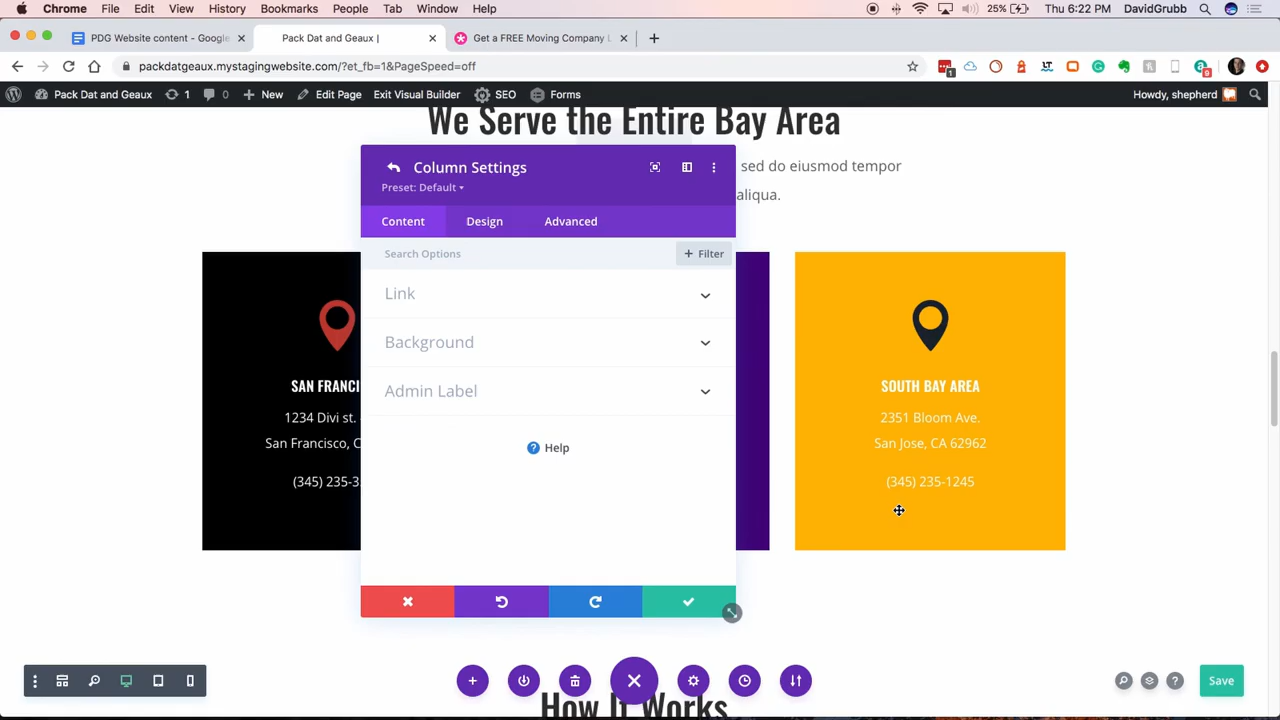 Chrome File Edit View History Bookmarks People Tab Window Help 25% Thu 6:22 PM DavidGrubb
PDG Website content - Google
Pack Dat and Geaux |
Get a FREE Moving Company
packdatgeaux.mystagingwebsite.com/?et_fb=1&PageSpeed=off
Pack Dat and Geaux 1 0 New Edit Page Exit Visual Builder SEO Forms Howdy, shepherd
We Serve the Entire Bay Area
sed do eiusmod tempor
aliqua.
Column Settings
Preset: Default
Content Design Advanced
Search Options
+ Filter
Link
Background
Admin Label
Help
SAN FRANCI
1234 Divi st.
San Francisco, C
(345) 235-3
SOUTH BAY AREA
2351 Bloom Ave.
San Jose, CA 62962
(345) 235-1245
Save
How It Works